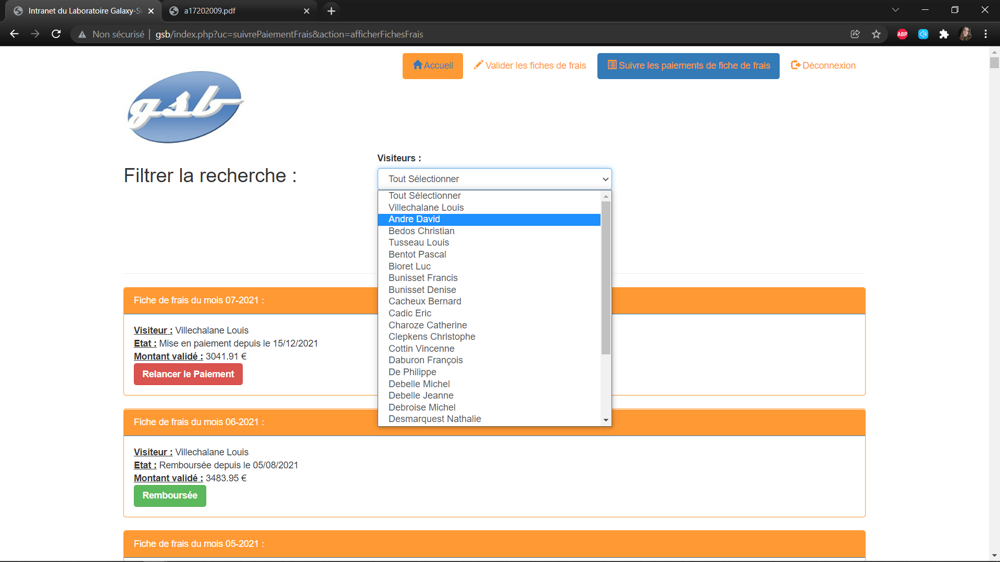 Intranet du Laboratoire Galaxy-Sw
a17202009.pdf
Non sécurisé | gsb/index.php?uc=suivrePaiementFrais&action=afficherFichesFrais
ABP
Accueil
Valider les fiches de frais
Suivre les paiements de fiche de frais
Déconnexion
gsb
Visiteurs :
Filtrer la recherche :
Tout Sélectionner
Tout Sélectionner
Villechalane Louis
Andre David
Bedos Christian
Tusseau Louis
Bentot Pascal
Bioret Luc
Bunisset Francis
Bunisset Denise
Cacheux Bernard
Cadic Eric
Charoze Catherine
Clepkens Christophe
Cottin Vincenne
Daburon François
De Philippe
Debelle Michel
Debelle Jeanne
Debroise Michel
Desmarquest Nathalie
Fiche de frais du mois 07-2021 :
Visiteur : Villechalane Louis
Etat : Mise en paiement depuis le 15/12/2021
Montant validé : 3041.91 €
Relancer le Paiement
Fiche de frais du mois 06-2021 :
Visiteur : Villechalane Louis
Etat : Remboursée depuis le 05/08/2021
Montant validé : 3483.95 €
Remboursée
Fiche de frais du mois 05-2021 :